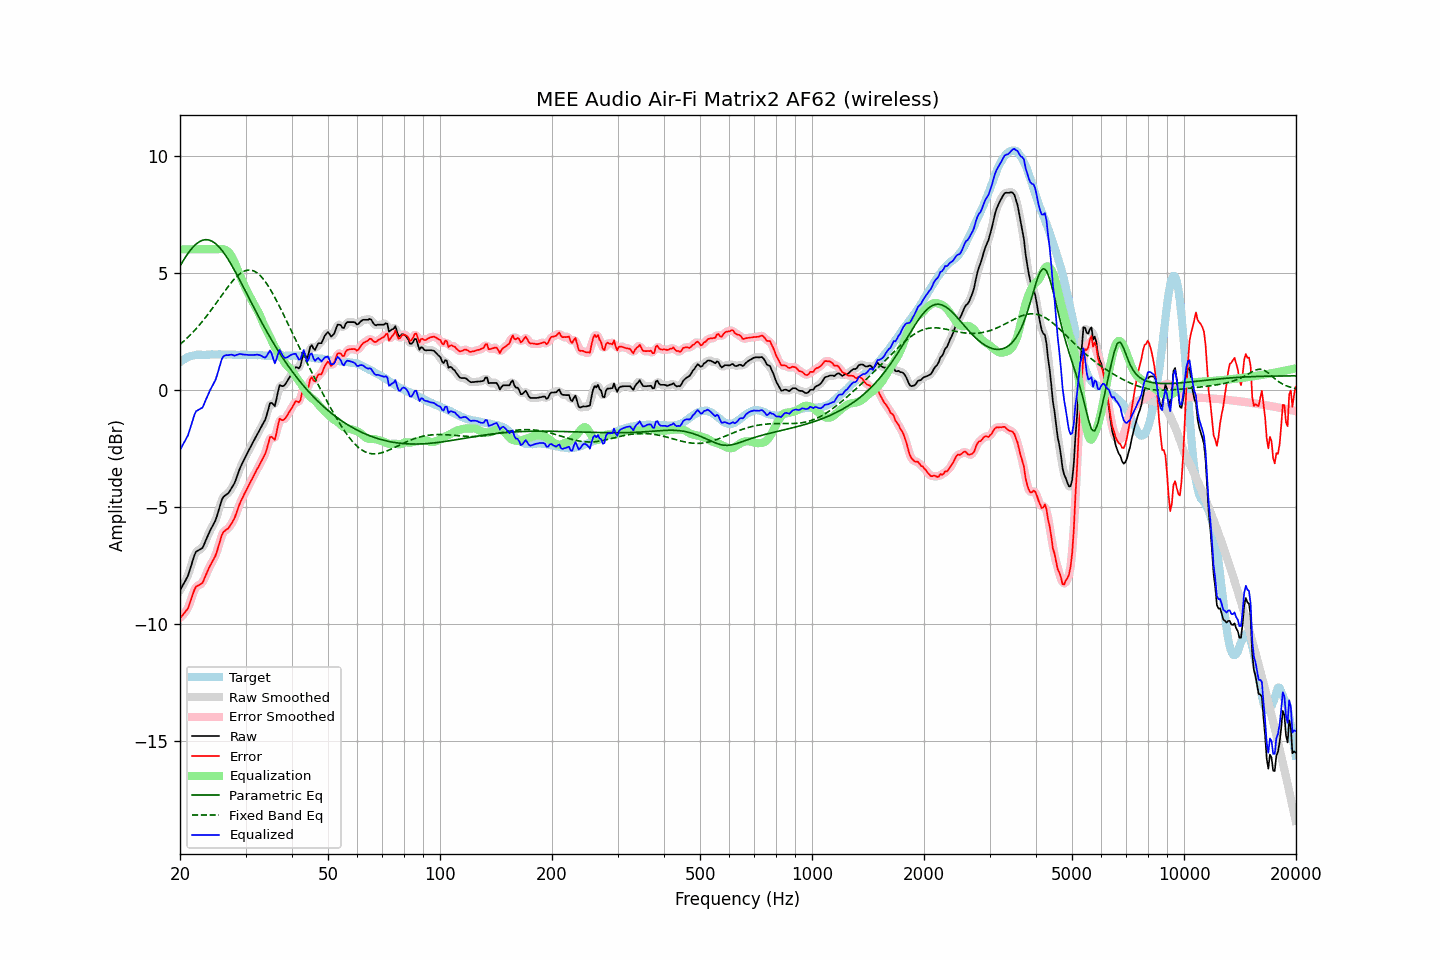 MEE Audio Air-Fi Matrix2 AF62 (wireless)
10
5
0
−5
−10
−15
Amplitude (dBr)
Target
Raw Smoothed
Error Smoothed
Raw
Error
Equalization
Parametric Eq
Fixed Band Eq
Equalized
20
50
100
200
500
1000
2000
5000
10000
20000
Frequency (Hz)